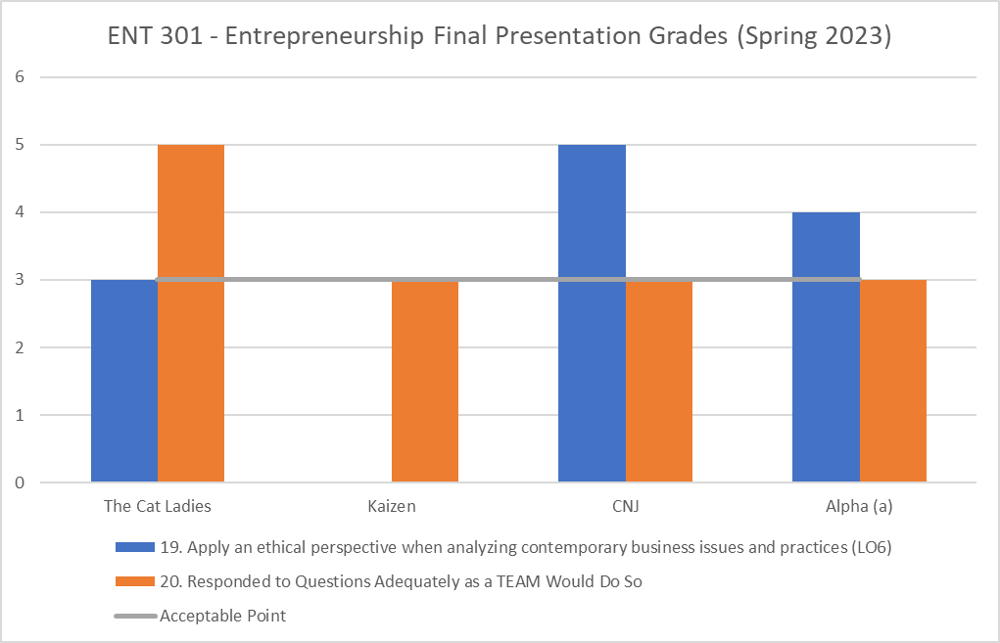 ENT 301 - Entrepreneurship Final Presentation Grades (Spring 2023)
6
5
4
3
2
1
0
The Cat Ladies Kaizen CNJ Alpha (a)
19. Apply an ethical perspective when analyzing contemporary business issues and practices (LO6)
20. Responded to Questions Adequately as a TEAM Would Do So
Acceptable Point